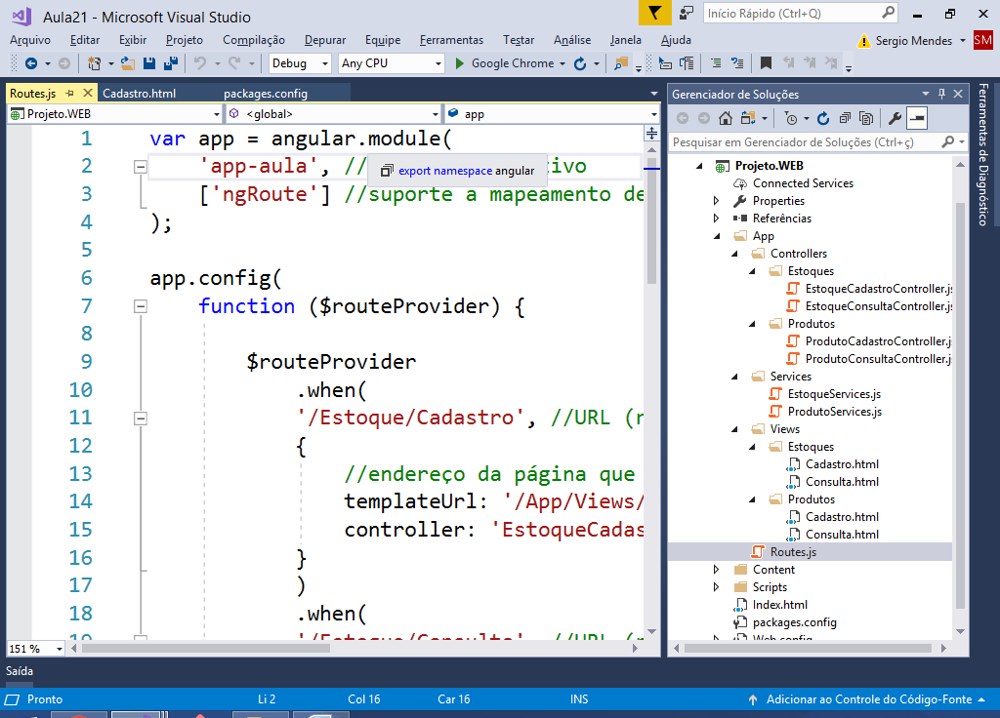 Aula21 - Microsoft Visual Studio
Início Rápido (Ctrl+Q)
Arquivo Editar Exibir Projeto Compilação Depurar Equipe Ferramentas Testar Análise Janela Ajuda
Sergio Mendes SM
Debug Any CPU Google Chrome
Routes.js Cadastro.html packages.config
Projeto.WEB <global> app
1 var app = angular.module(
2 'app-aula', // tivo
export namespace angular
3 ['ngRoute'] //suporte a mapeamento de
4 );
5
6 app.config(
7 function ($routeProvider) {
8
9 $routeProvider
10 .when(
11 '/Estoque/Cadastro', //URL (r
12 {
13 //endereço da página que
14 templateUrl: '/App/Views/
15 controller: 'EstoqueCadas
16 }
17 )
18 .when(
19 '/Estoque/Consulta', //URL (r
151 %
Gerenciador de Soluções
Pesquisar em Gerenciador de Soluções (Ctrl+ç)
Projeto.WEB
Connected Services
Properties
Referências
App
Controllers
Estoques
EstoqueCadastroController.js
EstoqueConsultaController.js
Produtos
ProdutoCadastroController.j
ProdutoConsultaController.j
Services
EstoqueServices.js
ProdutoServices.js
Views
Estoques
Cadastro.html
Consulta.html
Produtos
Cadastro.html
Consulta.html
Routes.js
Content
Scripts
Index.html
packages.config
Web.config
Ferramentas de Diagnóstico
Saída
Pronto Li 2 Col 16 Car 16 INS Adicionar ao Controle do Código-Fonte